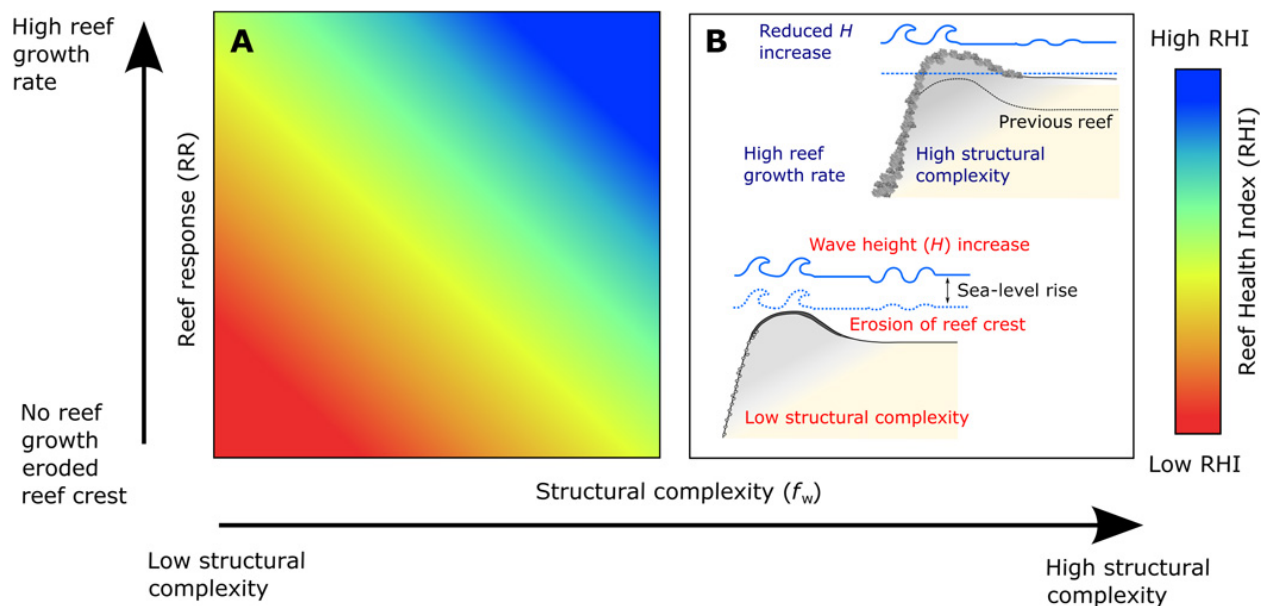 High reef
growth
rate
No reef
growth
eroded
reef crest
Reef response (RR)
A
B
Reduced H
increase
Previous reef
High reef
growth rate
High structural
complexity
Wave height (H) increase
Sea-level rise
Erosion of reef crest
Low structural complexity
High RHI
Reef Health Index (RHI)
Low RHI
Structural complexity (fw)
Low structural
complexity
High structural
complexity